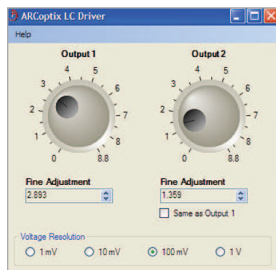 ARCoptix LC Driver
Help
Output 1
Output 2
0 1 2 3 4 5 6 7 8.8
0 1 2 3 4 5 6 7 8.8
Fine Adjustment
Fine Adjustment
2.893
1.359
Same as Output 1
Voltage Resolution
1 mV
10 mV
100 mV
1 V